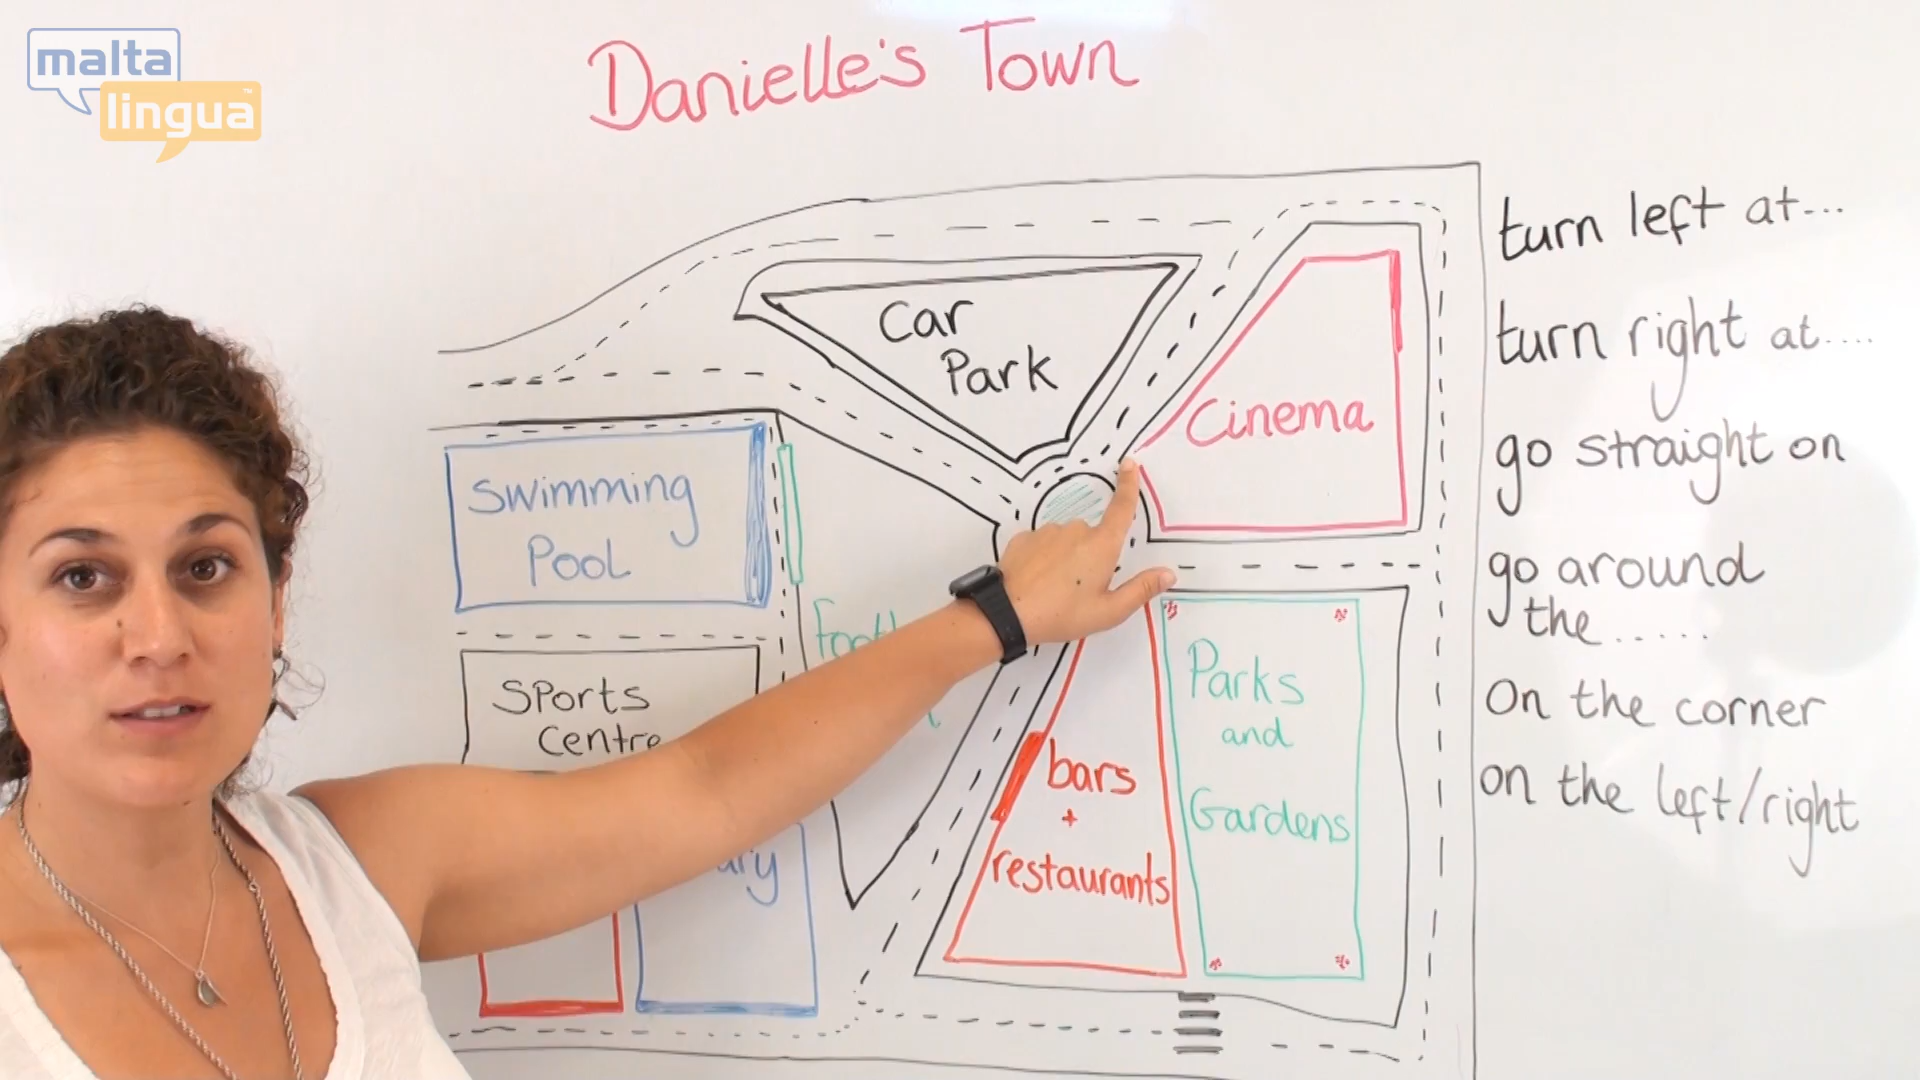 malta
lingua™
Danielle's Town
Car
Park
Cinema
Swimming
Pool
Sports
Centre
bars
+
restaurants
Parks
and
Gardens
turn left at...
turn right at....
go straight on
go around
the.....
on the corner
on the left/right